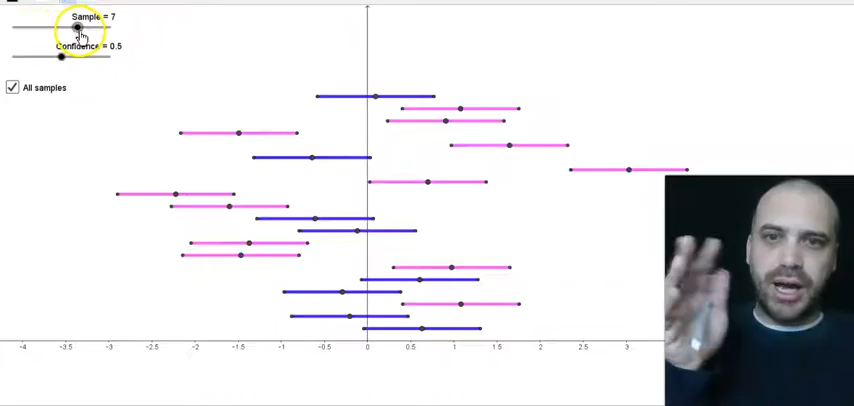 Sample = 7
Confidence = 0.5
All samples
-4 -3.5 -3 -2.5 -2 -1.5 -1 -0.5 0 0.5 1 1.5 2 2.5 3